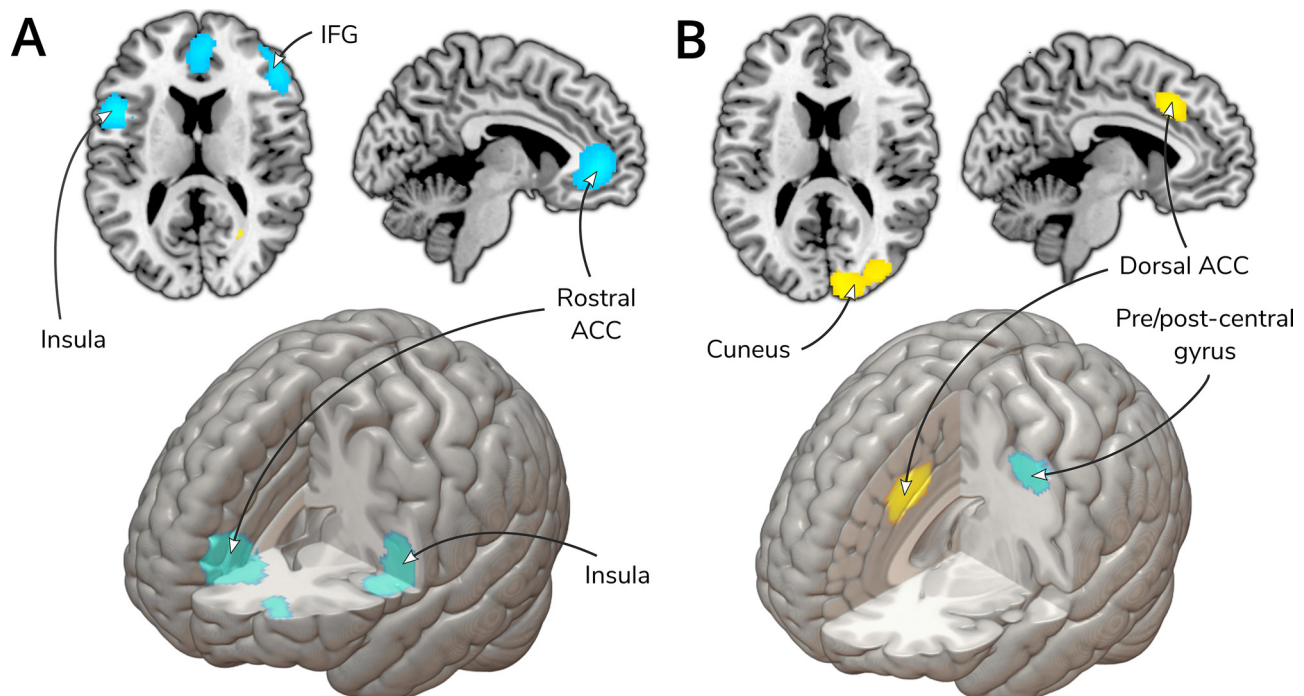 A
IFG
Insula
Rostral
ACC
Insula
B
Dorsal ACC
Cuneus
Pre/post-central
gyrus